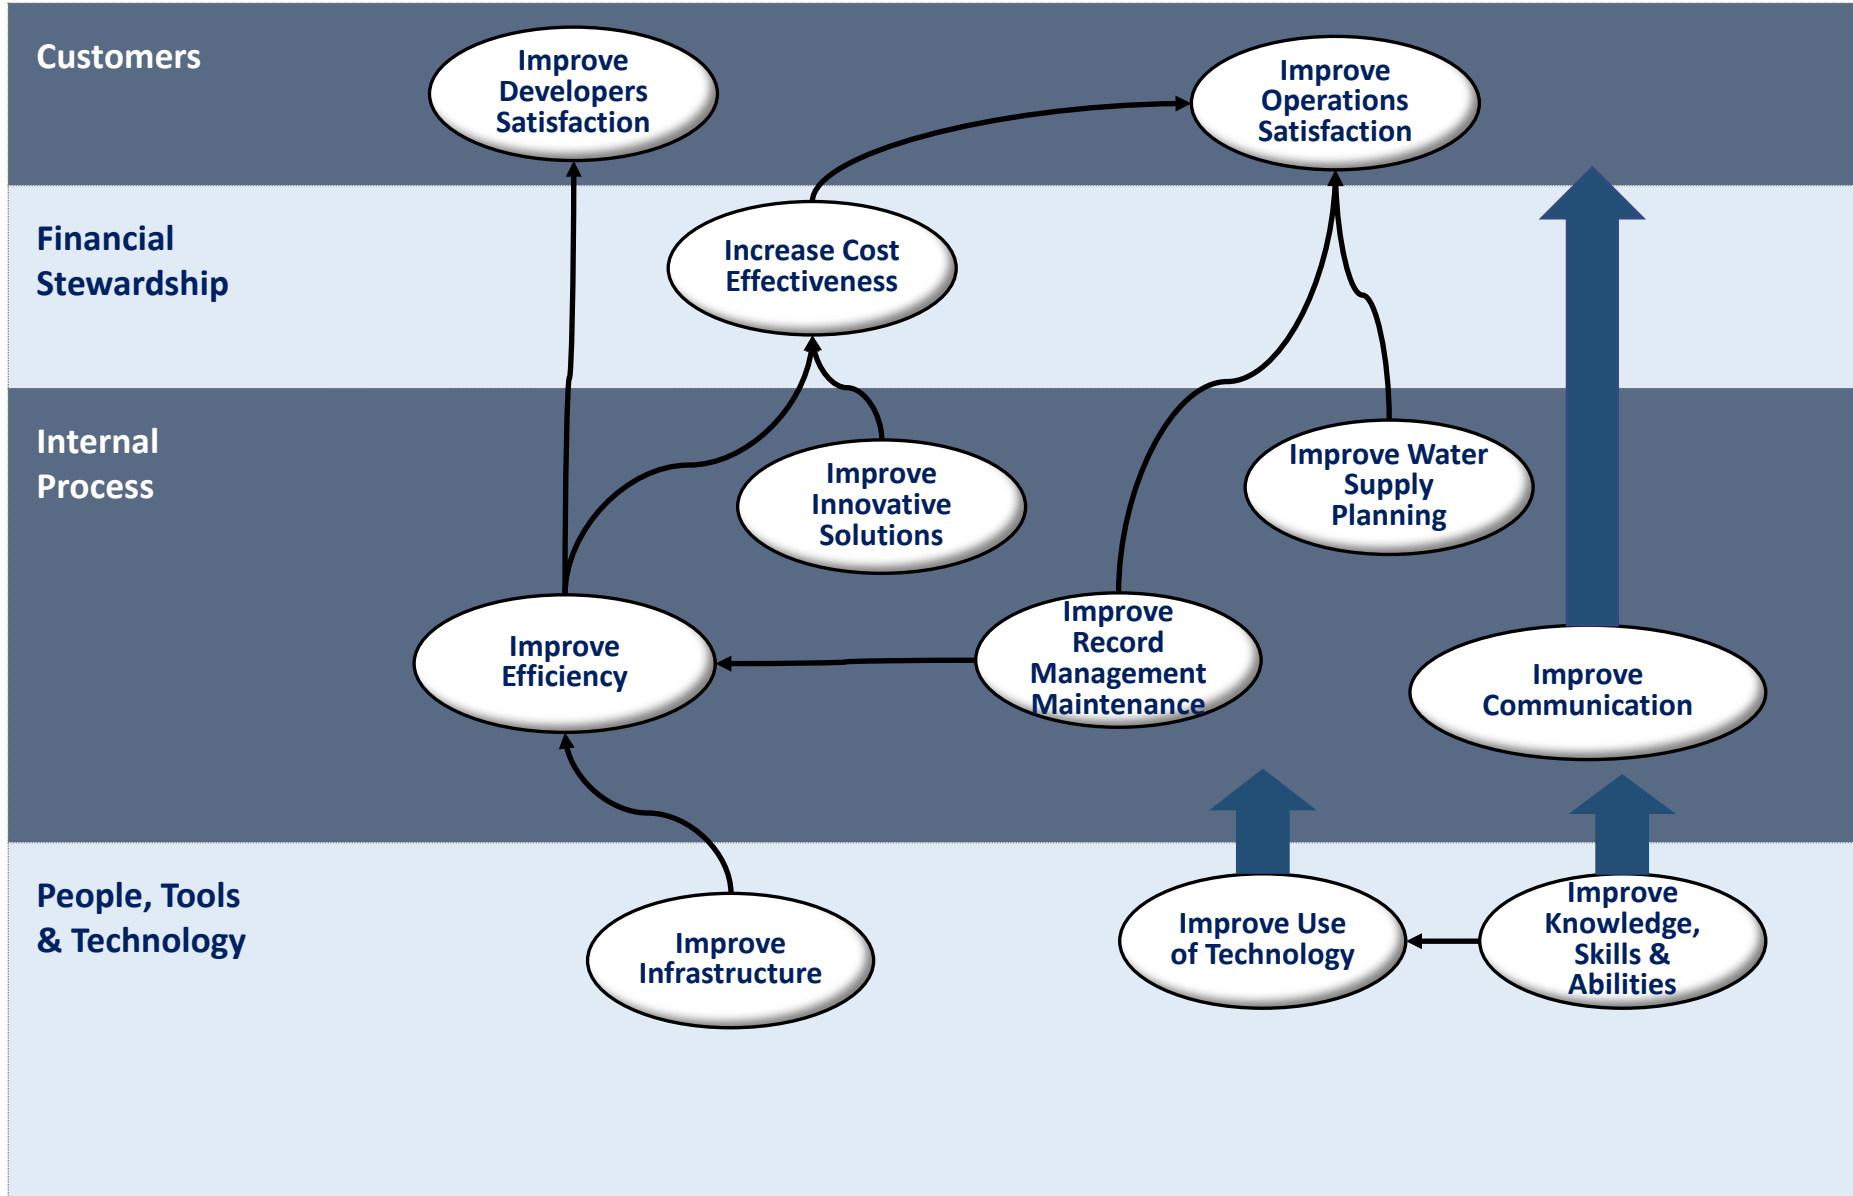 Customers
Improve
Developers
Satisfaction
Improve
Operations
Satisfaction
Financial
Stewardship
Increase Cost
Effectiveness
Internal
Process
Improve
Innovative
Solutions
Improve Water
Supply
Planning
Improve
Efficiency
Improve
Record
Management
Maintenance
Improve
Communication
People, Tools
& Technology
Improve
Infrastructure
Improve Use
of Technology
Improve
Knowledge,
Skills &
Abilities